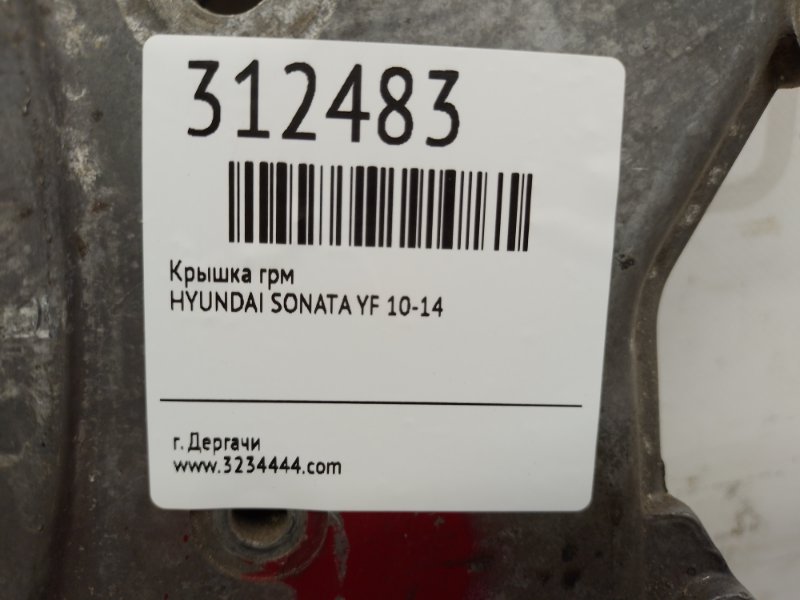 312483
Крышка грм
HYUNDAI SONATA YF 10-14
г. Дергачи
www.3234444.com